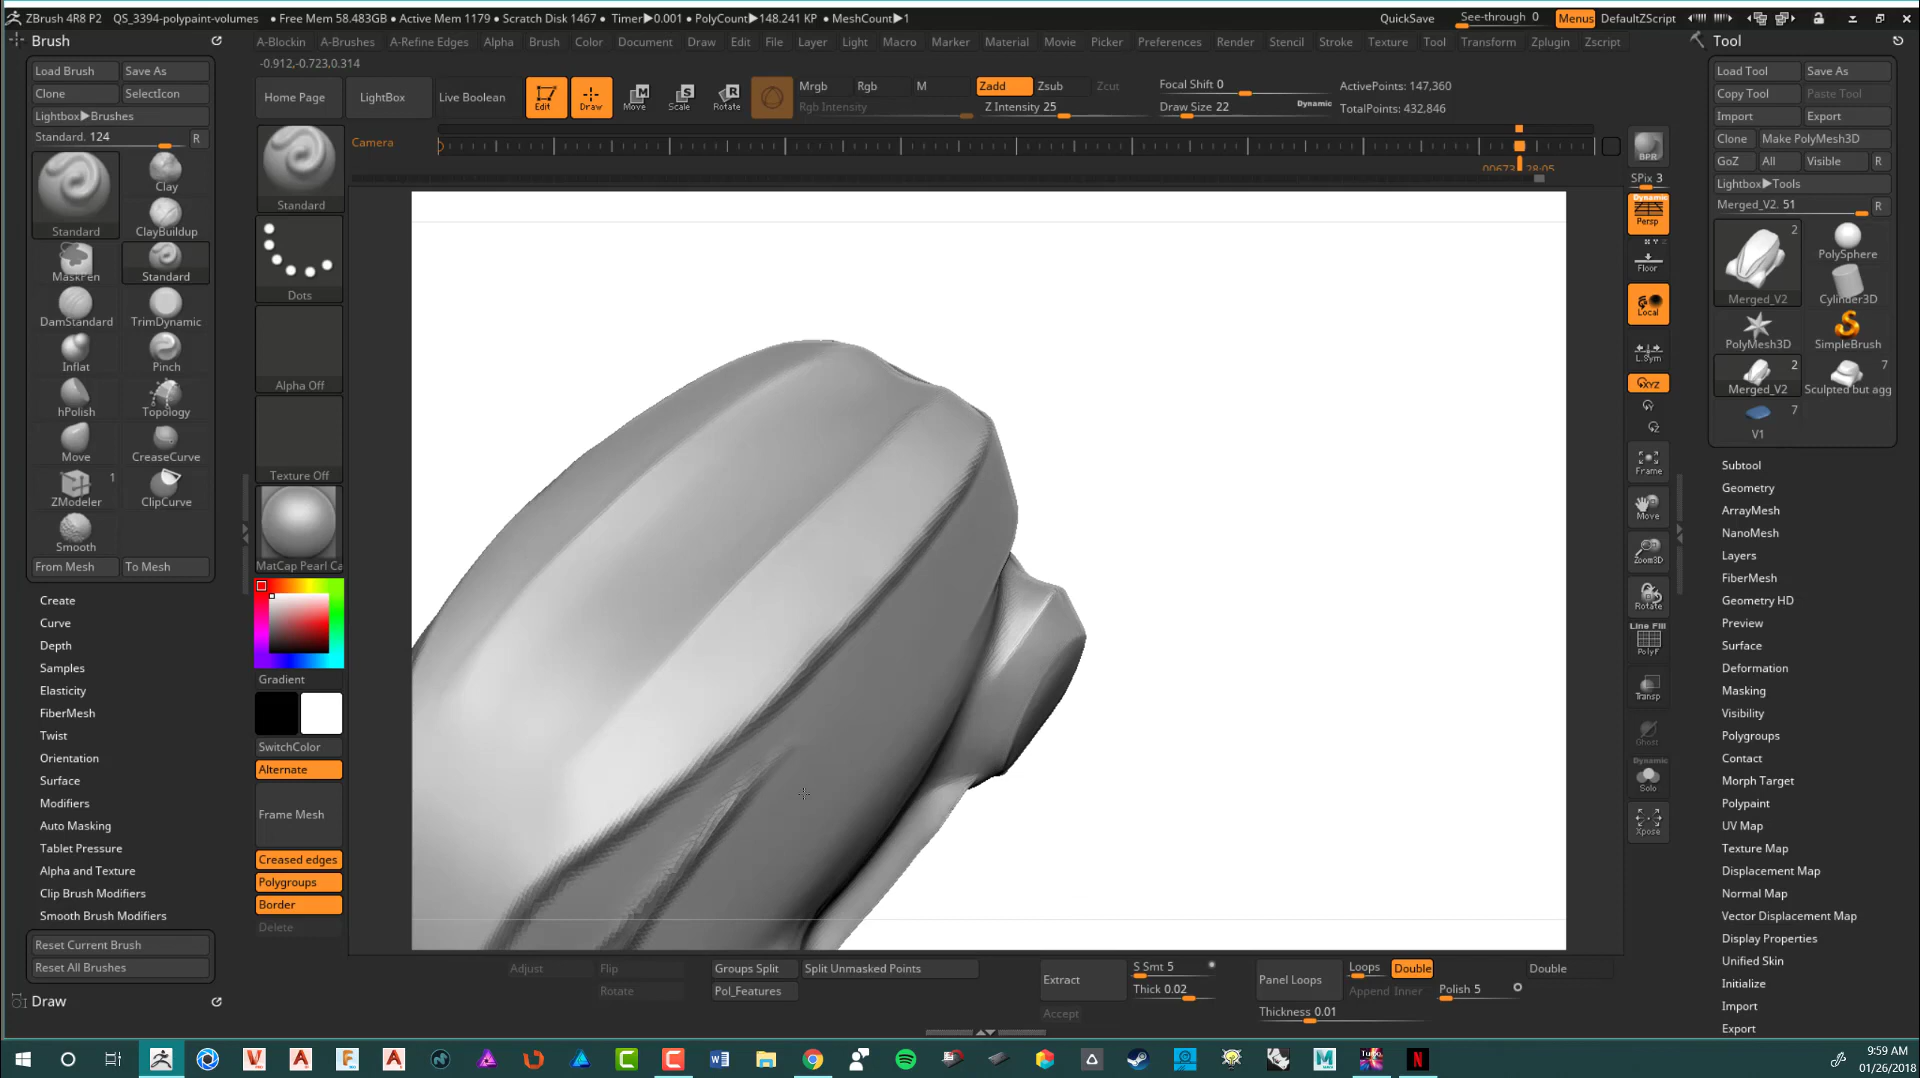 ZBrush 4R8 P2 QS_3394-polypaint-volumes • Free Mem 58.483GB • Active Mem 1179 • Scratch Disk 1467 • Timer▶0.001 • PolyCount▶148.241 KP • MeshCount▶1 QuickSave See-through 0 Menus DefaultZScript
Brush
A-Blockin A-Brushes A-Refine Edges Alpha Brush Color Document Draw Edit File Layer Light Macro Marker Material Movie Picker Preferences Render Stencil Stroke Texture Tool Transform Zplugin Zscript
Tool
-0.912,-0.723,0.314
Load Brush Save As
Clone SelectIcon
Lightbox▶Brushes
Standard. 124 R
Standard
Clay
ClayBuildup
MaskPen Standard
DamStandard TrimDynamic
Inflat Pinch
hPolish Topology
Move CreaseCurve
ZModeler 1 ClipCurve
Smooth
From Mesh To Mesh
Create
Curve
Depth
Samples
Elasticity
FiberMesh
Twist
Orientation
Surface
Modifiers
Auto Masking
Tablet Pressure
Alpha and Texture
Clip Brush Modifiers
Smooth Brush Modifiers
Reset Current Brush
Reset All Brushes
Draw
Home Page LightBox Live Boolean Edit Draw Move Scale Rotate
Mrgb Rgb M
Rgb Intensity
Zadd Zsub Zcut
Z Intensity 25
Focal Shift 0
Draw Size 22 Dynamic
ActivePoints: 147,360
TotalPoints: 432,846
Camera
00673 28:05
Standard
Dots
Alpha Off
Texture Off
MatCap Pearl Ca
Gradient
SwitchColor
Alternate
Frame Mesh
Creased edges
Polygroups
Border
Delete
Adjust Flip
Rotate
Groups Split Split Unmasked Points
Pol_Features
Extract
Accept
S Smt 5
Thick 0.02
Panel Loops
Loops Double
Append Inner Polish 5
Thickness 0.01
Double
BPR
SPix 3
Dynamic
Persp
Floor
Local
L.Sym
XYZ
Y
Z
Frame
Move
Zoom3D
Rotate
Line Fill
PolyF
Transp
Ghost
Dynamic
Solo
Xpose
Load Tool Save As
Copy Tool Paste Tool
Import Export
Clone Make PolyMesh3D
GoZ All Visible R
Lightbox▶Tools
Merged_V2. 51 R
2
Merged_V2
PolySphere
Cylinder3D
PolyMesh3D SimpleBrush
2 7
Merged_V2 Sculpted but agg
7
V1
Subtool
Geometry
ArrayMesh
NanoMesh
Layers
FiberMesh
Geometry HD
Preview
Surface
Deformation
Masking
Visibility
Polygroups
Contact
Morph Target
Polypaint
UV Map
Texture Map
Displacement Map
Normal Map
Vector Displacement Map
Display Properties
Unified Skin
Initialize
Import
Export
9:59 AM
01/26/2018